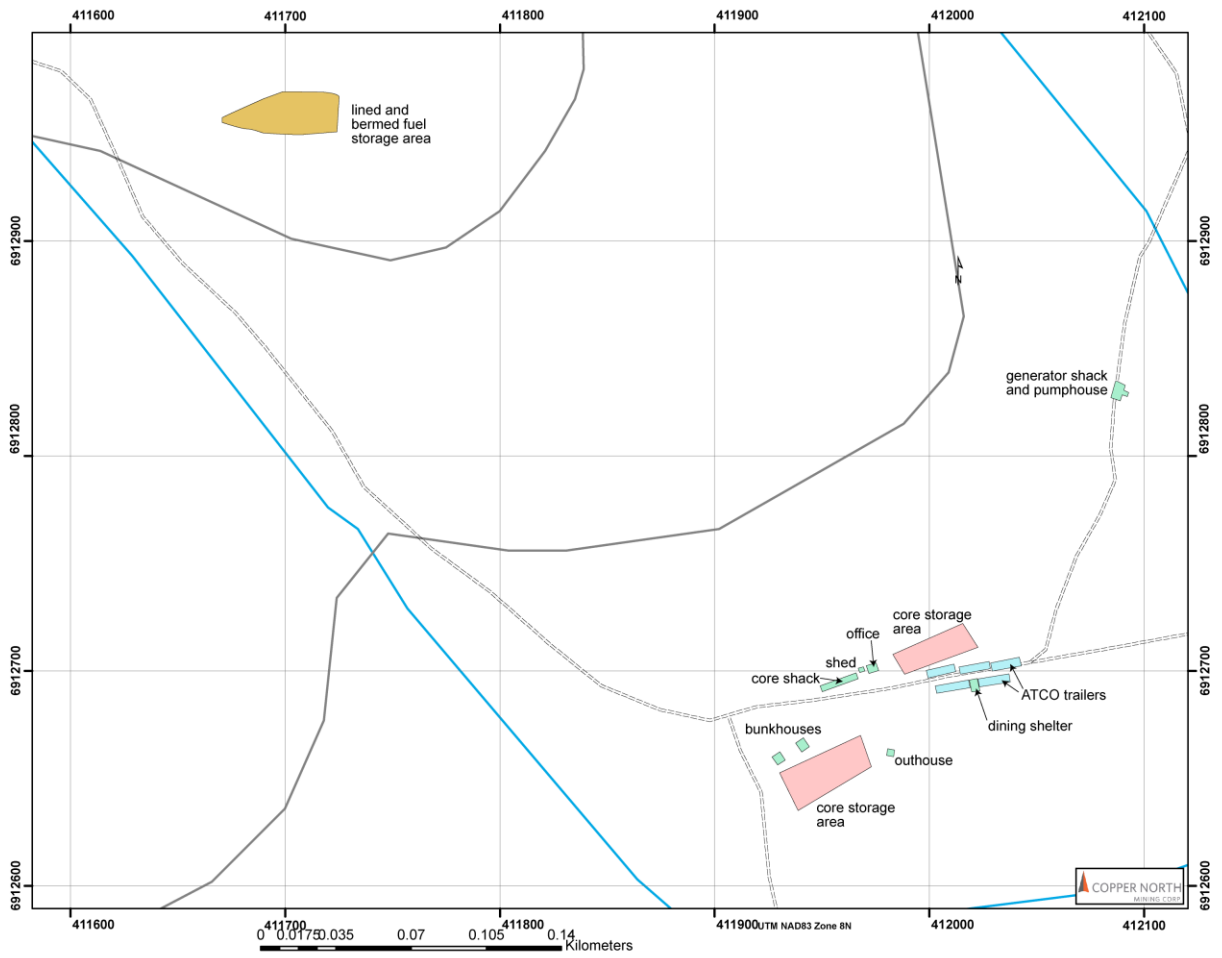 411600 411700 411800 411900 412000 412100
lined and
bermed fuel
storage area
6912900 6912900
N
generator shack
and pumphouse
6912800 6912800
core storage
area
office
shed
core shack
6912700 6912700
ATCO trailers
dining shelter
bunkhouses
outhouse
core storage
area
6912600 6912600
COPPER NORTH
MINING CORP
411600 411700 411800 411900 412000 412100
UTM NAD83 Zone 8N
0 0.0175 0.035 0.07 0.105 0.14
Kilometers